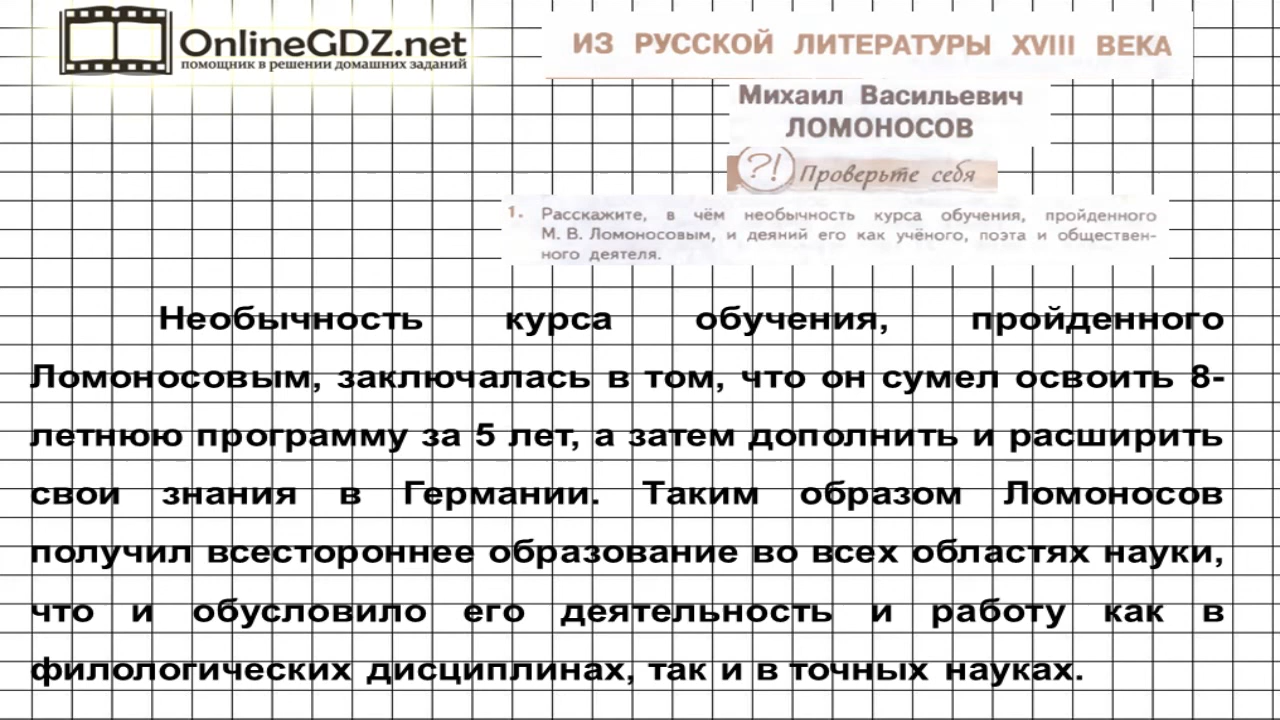 OnlineGDZ.net
помощник в решении домашних заданий
ИЗ РУССКОЙ ЛИТЕРАТУРЫ XVIII ВЕКА
Михаил Васильевич
ЛОМОНОСОВ
?! Проверьте себя
1. Расскажите, в чём необычность курса обучения, пройденного
М. В. Ломоносовым, и деяний его как учёного, поэта и обществен-
ного деятеля.
Необычность курса обучения, пройденного
Ломоносовым, заключалась в том, что он сумел освоить 8-
летнюю программу за 5 лет, а затем дополнить и расширить
свои знания в Германии. Таким образом Ломоносов
получил всестороннее образование во всех областях науки,
что и обусловило его деятельность и работу как в
филологических дисциплинах, так и в точных науках.